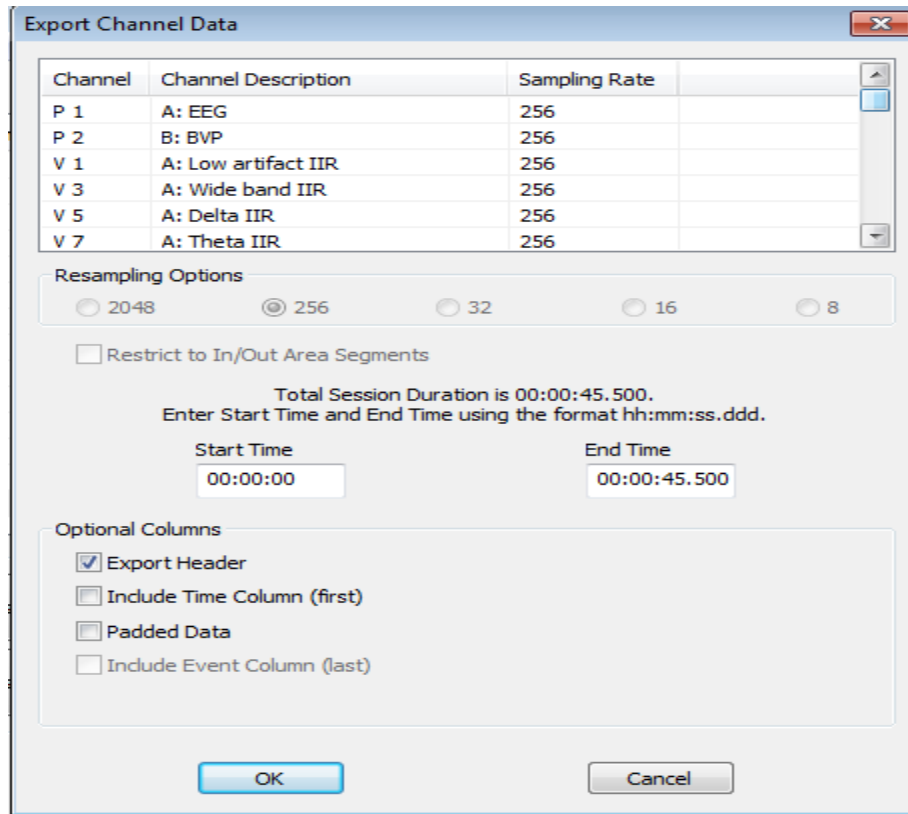 Export Channel Data
Channel Channel Description Sampling Rate
P 1 A: EEG 256
P 2 B: BVP 256
V 1 A: Low artifact IIR 256
V 3 A: Wide band IIR 256
V 5 A: Delta IIR 256
V 7 A: Theta IIR 256
Resampling Options
2048 256 32 16 8
Restrict to In/Out Area Segments
Total Session Duration is 00:00:45.500.
Enter Start Time and End Time using the format hh:mm:ss.ddd.
Start Time End Time
00:00:00 00:00:45.500
Optional Columns
Export Header
Include Time Column (first)
Padded Data
Include Event Column (last)
OK Cancel